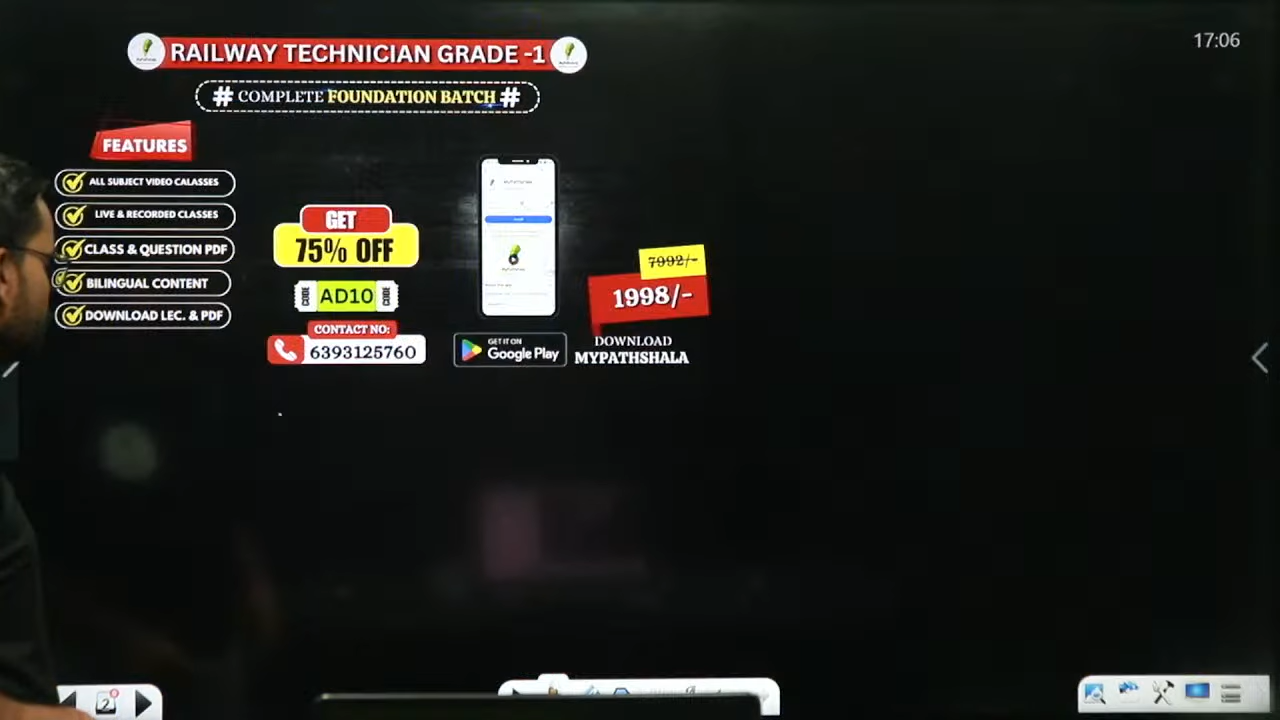 17:06
RAILWAY TECHNICIAN GRADE -1
# COMPLETE FOUNDATION BATCH #
FEATURES
ALL SUBJECT VIDEO CALASSES
LIVE & RECORDED CLASSES
CLASS & QUESTION PDF
BILINGUAL CONTENT
DOWNLOAD LEC. & PDF
GET
75% OFF
CODE AD10 CODE
CONTACT NO:
6393125760
GET IT ON
Google Play
7992/-
1998/-
DOWNLOAD
MYPATHSHALA
2